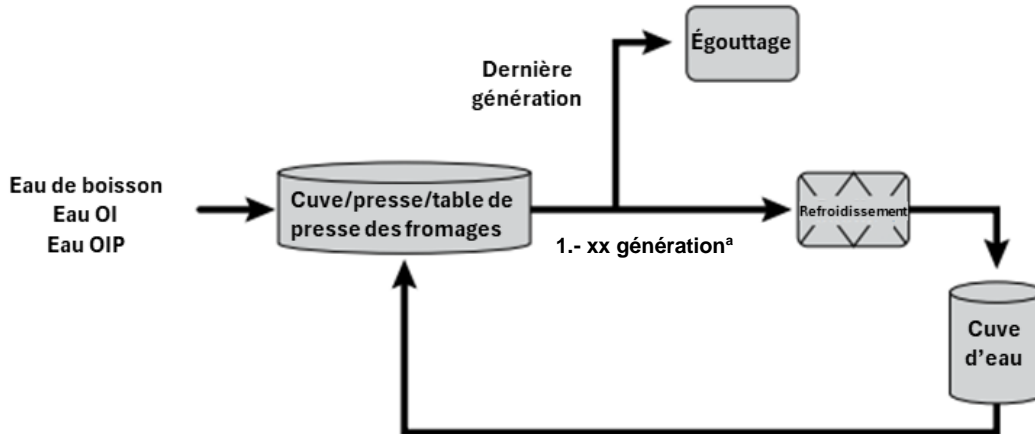 Égouttage
Dernière
génération
Eau de boisson
Eau OI
Eau OIP
Cuve/presse/table de
presse des fromages
Refroidissement
1.- xx générationª
Cuve
d'eau